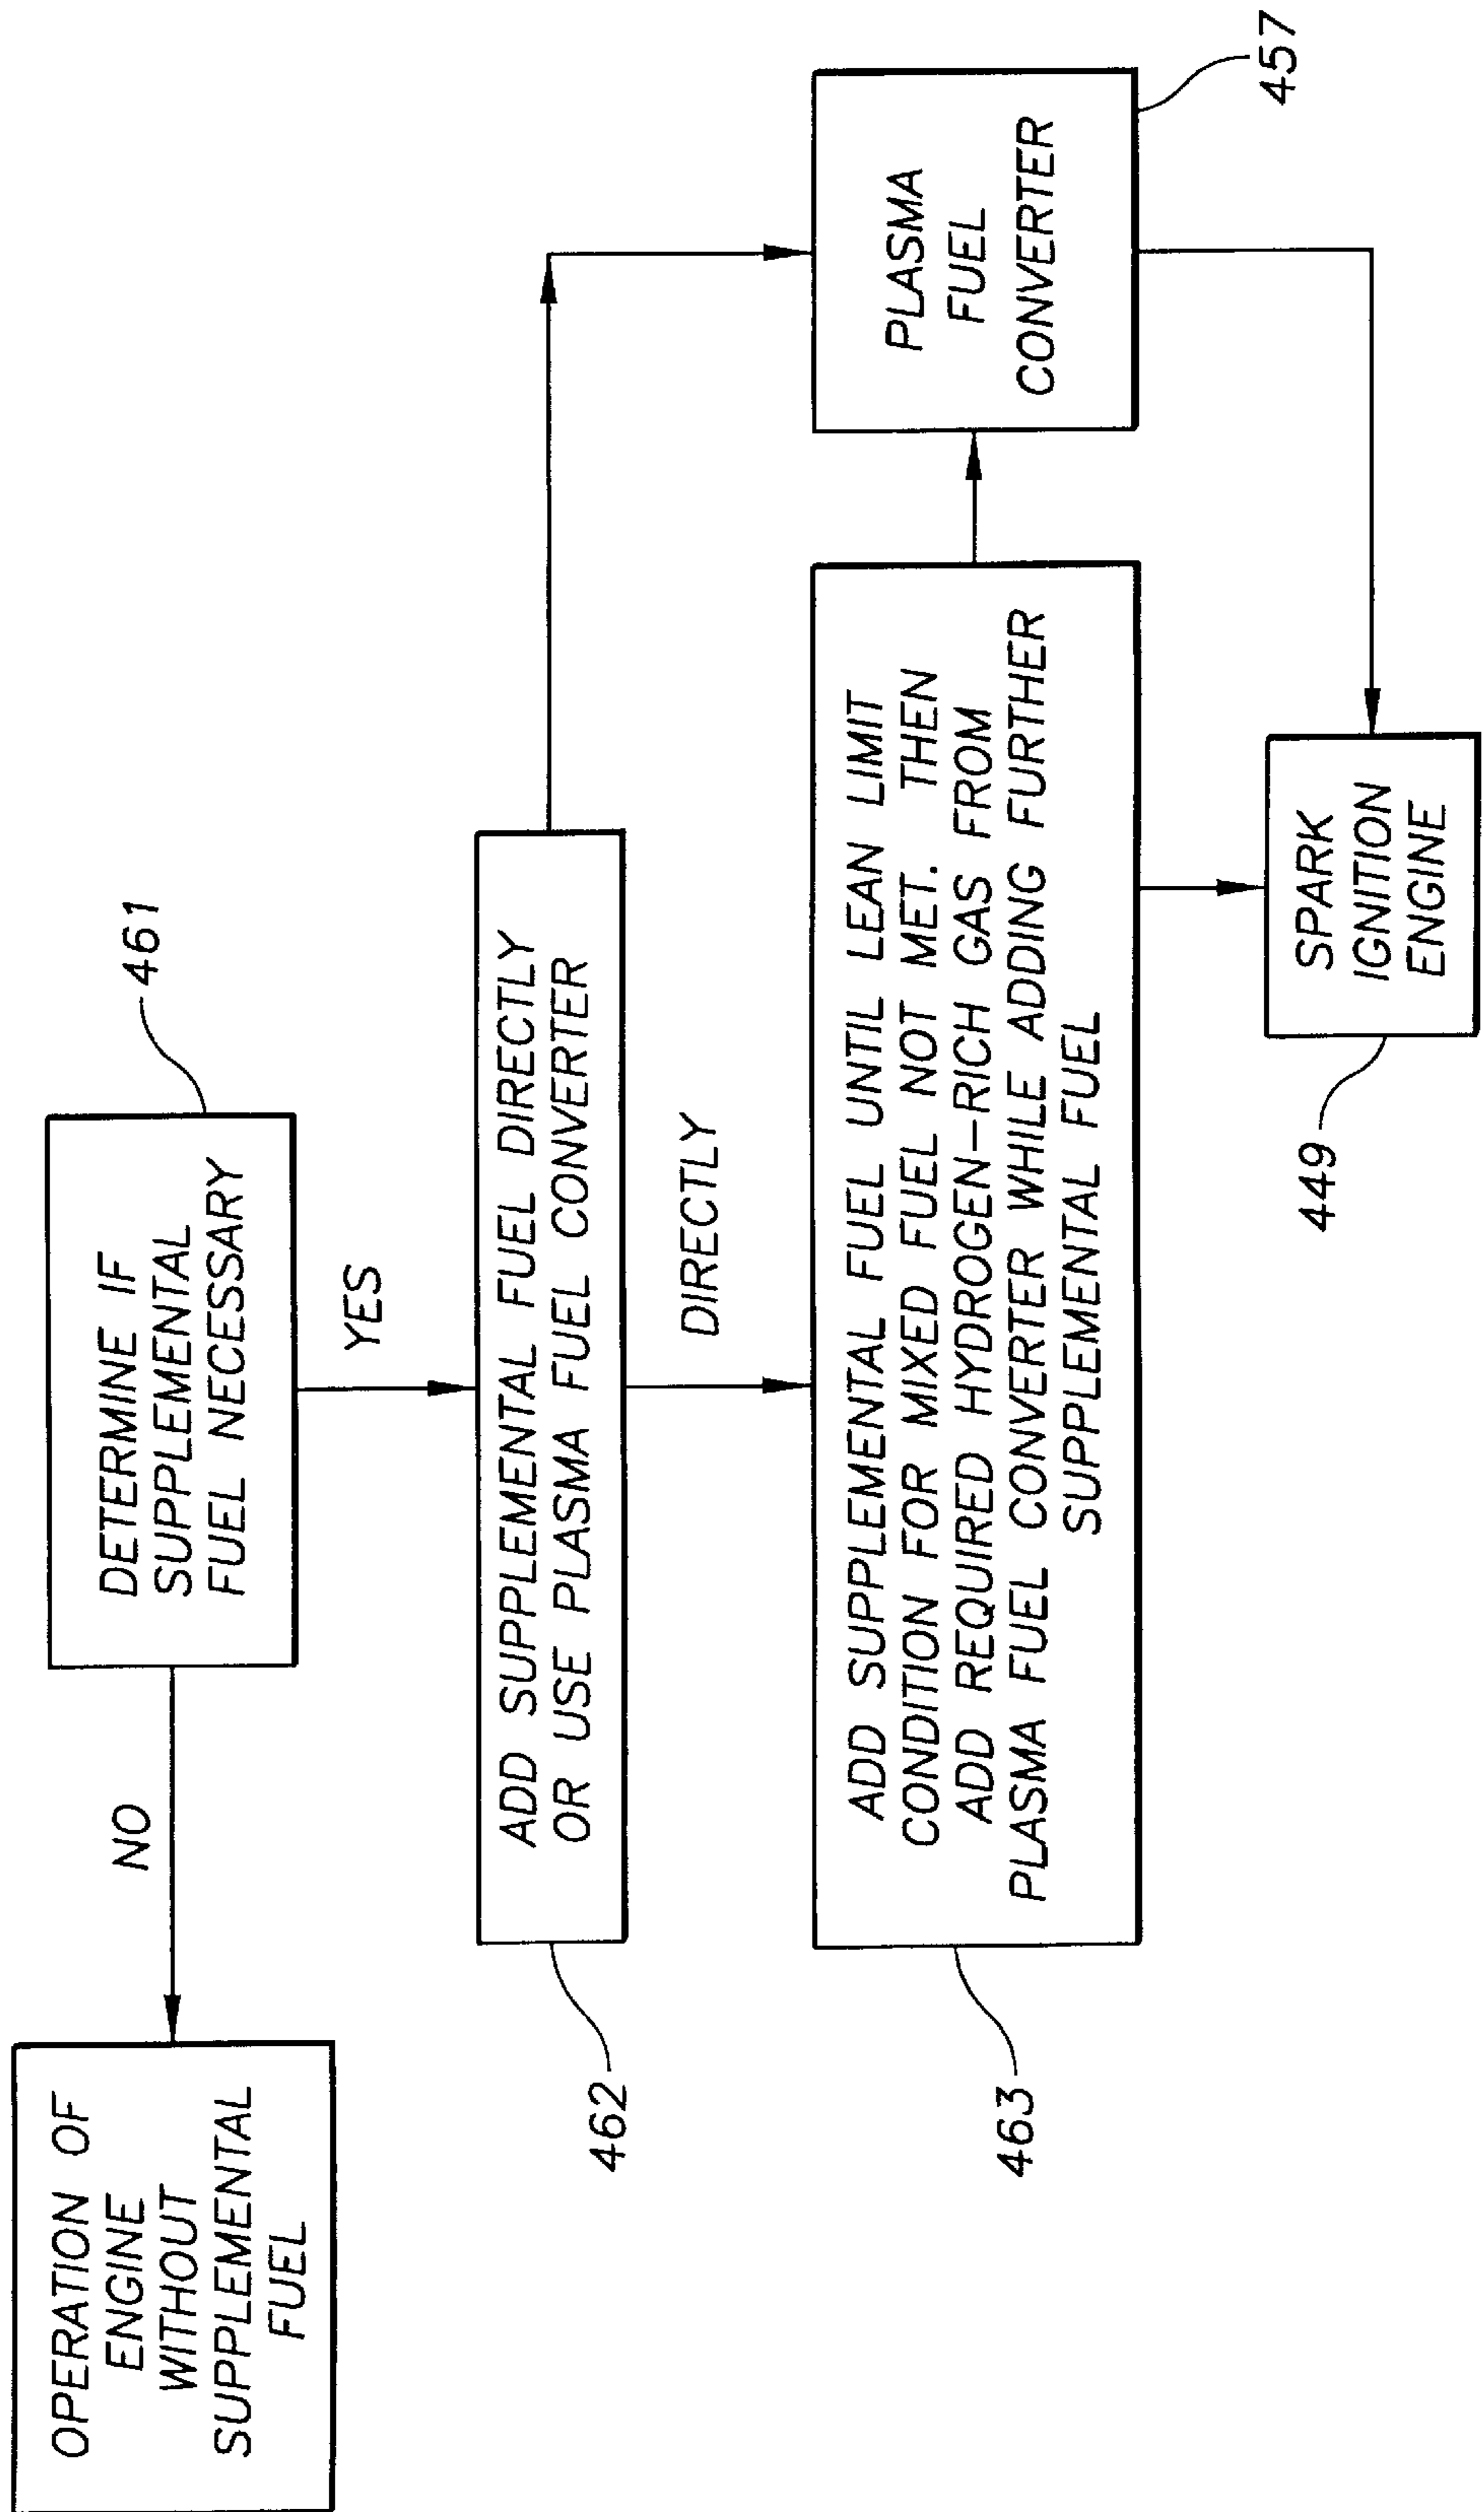 OPERATION OF
ENGINE
WITHOUT
SUPPLEMENTAL
FUEL
NO
DETERMINE IF
SUPPLEMENTAL
FUEL NECESSARY
461
YES
462
ADD SUPPLEMENTAL FUEL DIRECTLY
OR USE PLASMA FUEL CONVERTER
DIRECTLY
463
ADD SUPPLEMENTAL FUEL UNTIL LEAN LIMIT
CONDITION FOR MIXED FUEL NOT MET. THEN
ADD REQUIRED HYDROGEN-RICH GAS FROM
PLASMA FUEL CONVERTER WHILE ADDING FURTHER
SUPPLEMENTAL FUEL
PLASMA
FUEL
CONVERTER
457
449
SPARK
IGNITION
ENGINE